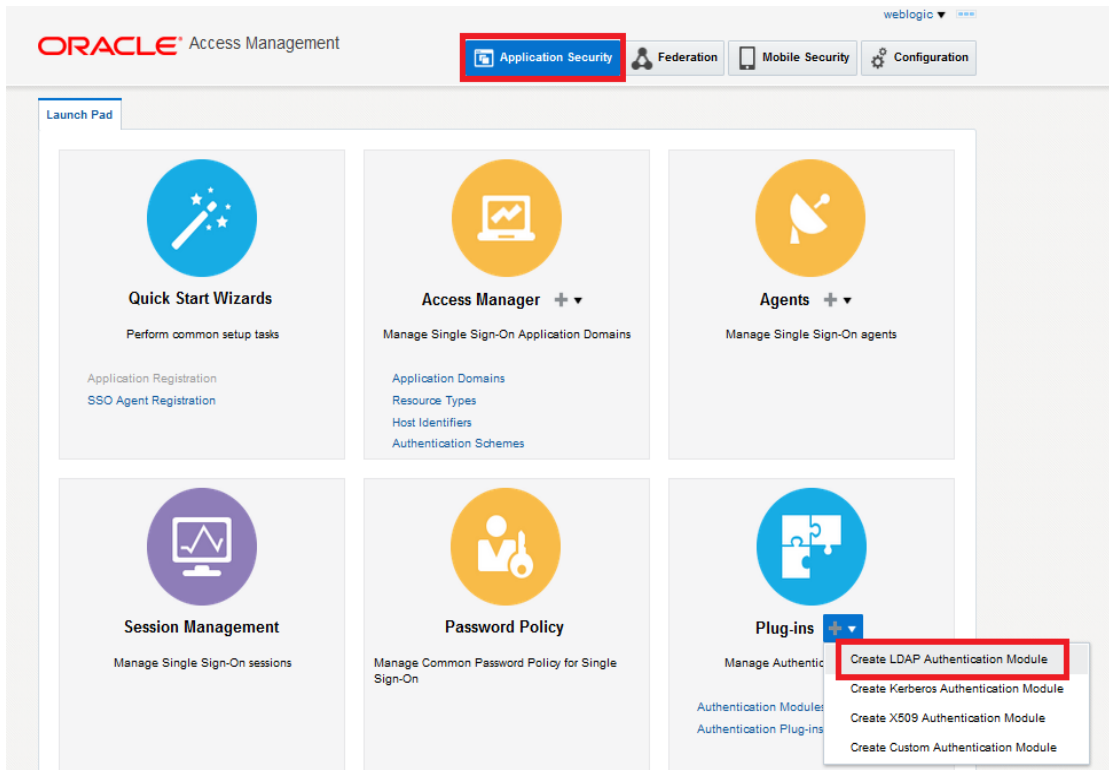 weblogic
ORACLE® Access Management
Application Security
Federation
Mobile Security
Configuration
Launch Pad
Quick Start Wizards
Perform common setup tasks
Application Registration
SSO Agent Registration
Access Manager
Manage Single Sign-On Application Domains
Application Domains
Resource Types
Host Identifiers
Authentication Schemes
Agents
Manage Single Sign-On agents
Session Management
Manage Single Sign-On sessions
Password Policy
Manage Common Password Policy for Single
Sign-On
Plug-ins
Manage Authentic
Authentication Modules
Authentication Plug-ins
Create LDAP Authentication Module
Create Kerberos Authentication Module
Create X509 Authentication Module
Create Custom Authentication Module